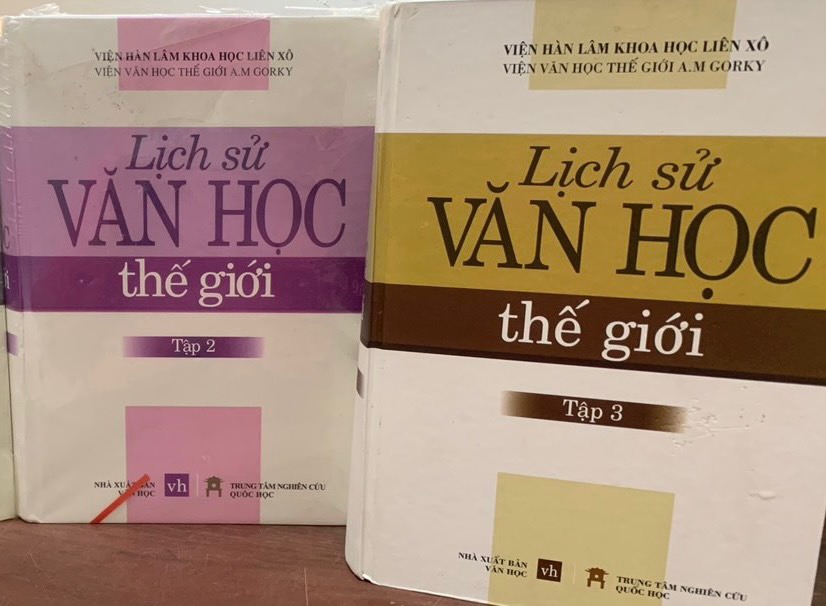 VIỆN HÀN LÂM KHOA HỌC LIÊN XÔ
VIỆN VĂN HỌC THẾ GIỚI A.M GORKY
Lịch sử
VĂN HỌC
thế giới
Tập 2
NHÀ XUẤT BẢN
VĂN HỌC
vh
TRUNG TÂM NGHIÊN CỨU
QUỐC HỌC
VIỆN HÀN LÂM KHOA HỌC LIÊN XÔ
VIỆN VĂN HỌC THẾ GIỚI A.M GORKY
Lịch sử
VĂN HỌC
thế giới
Tập 3
NHÀ XUẤT BẢN
VĂN HỌC
vh
TRUNG TÂM NGHIÊN CỨU
QUỐC HỌC